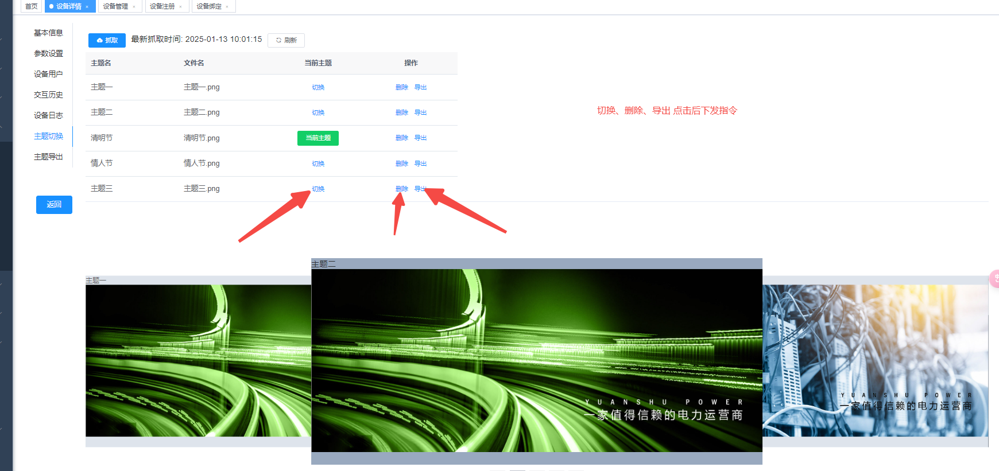 首页 设备详情 × 设备管理 × 设备注册 × 设备绑定 ×
基本信息
参数设置
设备用户
交互历史
设备日志
主题切换
主题导出
返回
抓取 最新抓取时间: 2025-01-13 10:01:15 刷新
主题名 文件名 当前主题 操作
主题一 主题一.png 切换 删除 导出
主题二 主题二.png 切换 删除 导出
清明节 清明节.png 当前主题 删除 导出
情人节 情人节.png 切换 删除 导出
主题三 主题三.png 切换 删除 导出
切换、删除、导出 点击后下发指令
主题一
主题二
YUANSHU POWER
一家值得信赖的电力运营商
YUANSHU POWER
一家值得信赖的电力运营商